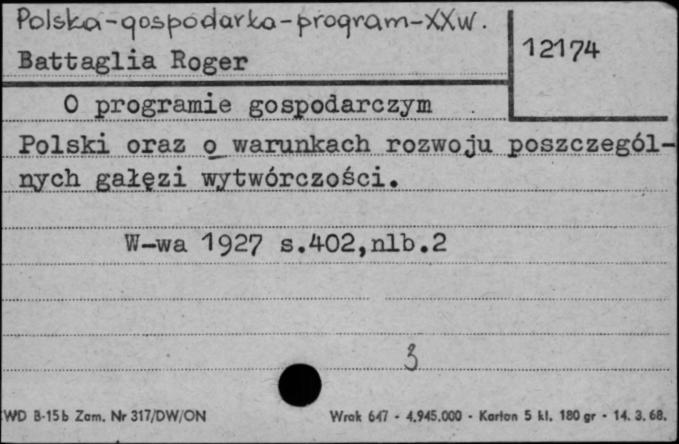 Polska-gospodarka-program-XXw.
Battaglia Roger
12174
O programie gospodarczym
Polski oraz o warunkach rozwoju poszczegól-
nych gałęzi wytwórczości.
W-wa 1927 s.402,nlb.2
3
WD B-15b Zam. Nr 317/DW/ON
Wrak 647 - 4.945.000 - Karton 5 kl. 180 gr - 14. 3. 68.